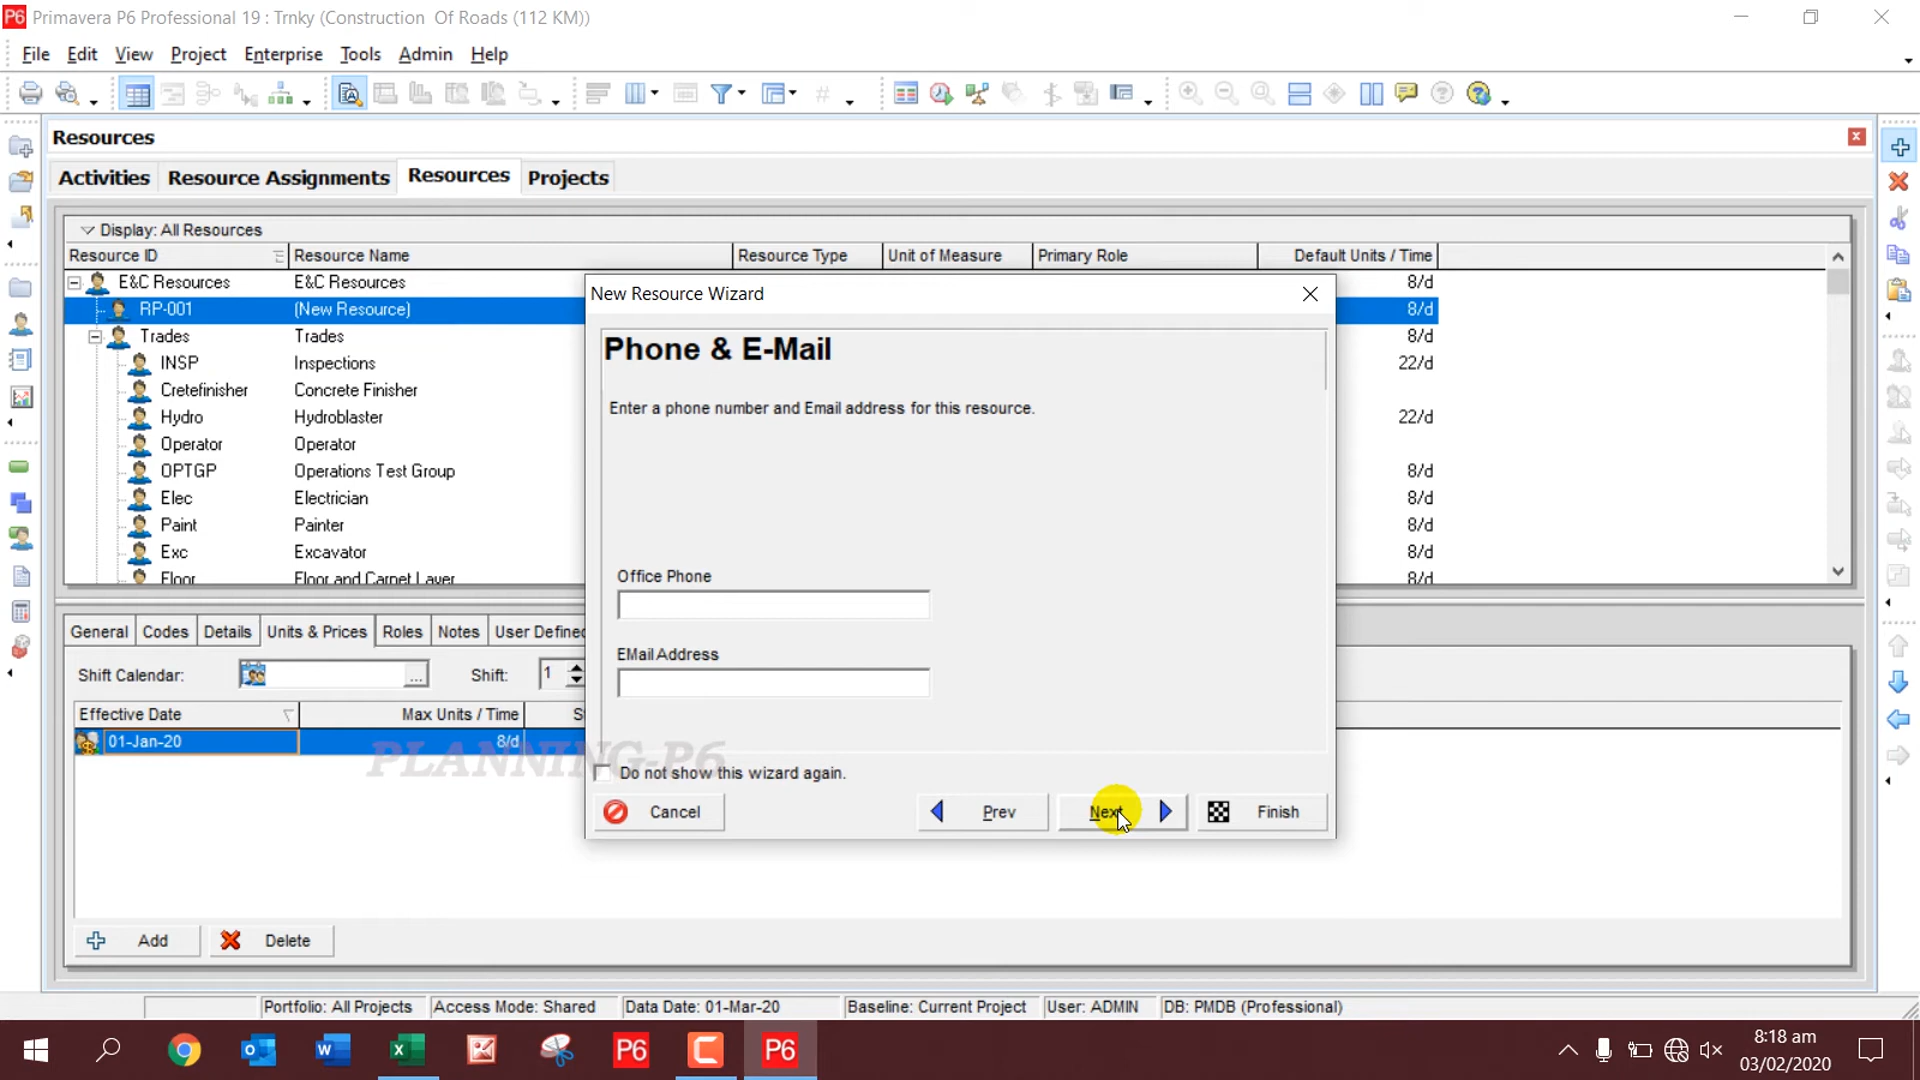 P6 Primavera P6 Professional 19 : Trnky (Construction Of Roads (112 KM))
File Edit View Project Enterprise Tools Admin Help
Resources
Activities Resource Assignments Resources Projects
Display: All Resources
Resource ID Resource Name Resource Type Unit of Measure Primary Role Default Units / Time
E&C Resources E&C Resources 8/d
RP-001 (New Resource) 8/d
Trades Trades 8/d
INSP Inspections 22/d
Cretefinisher Concrete Finisher
Hydro Hydroblaster 22/d
Operator Operator
OPTGP Operations Test Group 8/d
Elec Electrician 8/d
Paint Painter 8/d
Exc Excavator 8/d
Floor Floor and Carpet Layer 8/d
New Resource Wizard
Phone & E-Mail
Enter a phone number and Email address for this resource.
Office Phone
EMail Address
Do not show this wizard again.
Cancel Prev Next Finish
General Codes Details Units & Prices Roles Notes User Defined
Shift Calendar: ... Shift: 1
Effective Date Max Units / Time
01-Jan-20 8/d
PLANNING-P6
Add Delete
Portfolio: All Projects Access Mode: Shared Data Date: 01-Mar-20 Baseline: Current Project User: ADMIN DB: PMDB (Professional)
P6 P6
8:18 am
03/02/2020